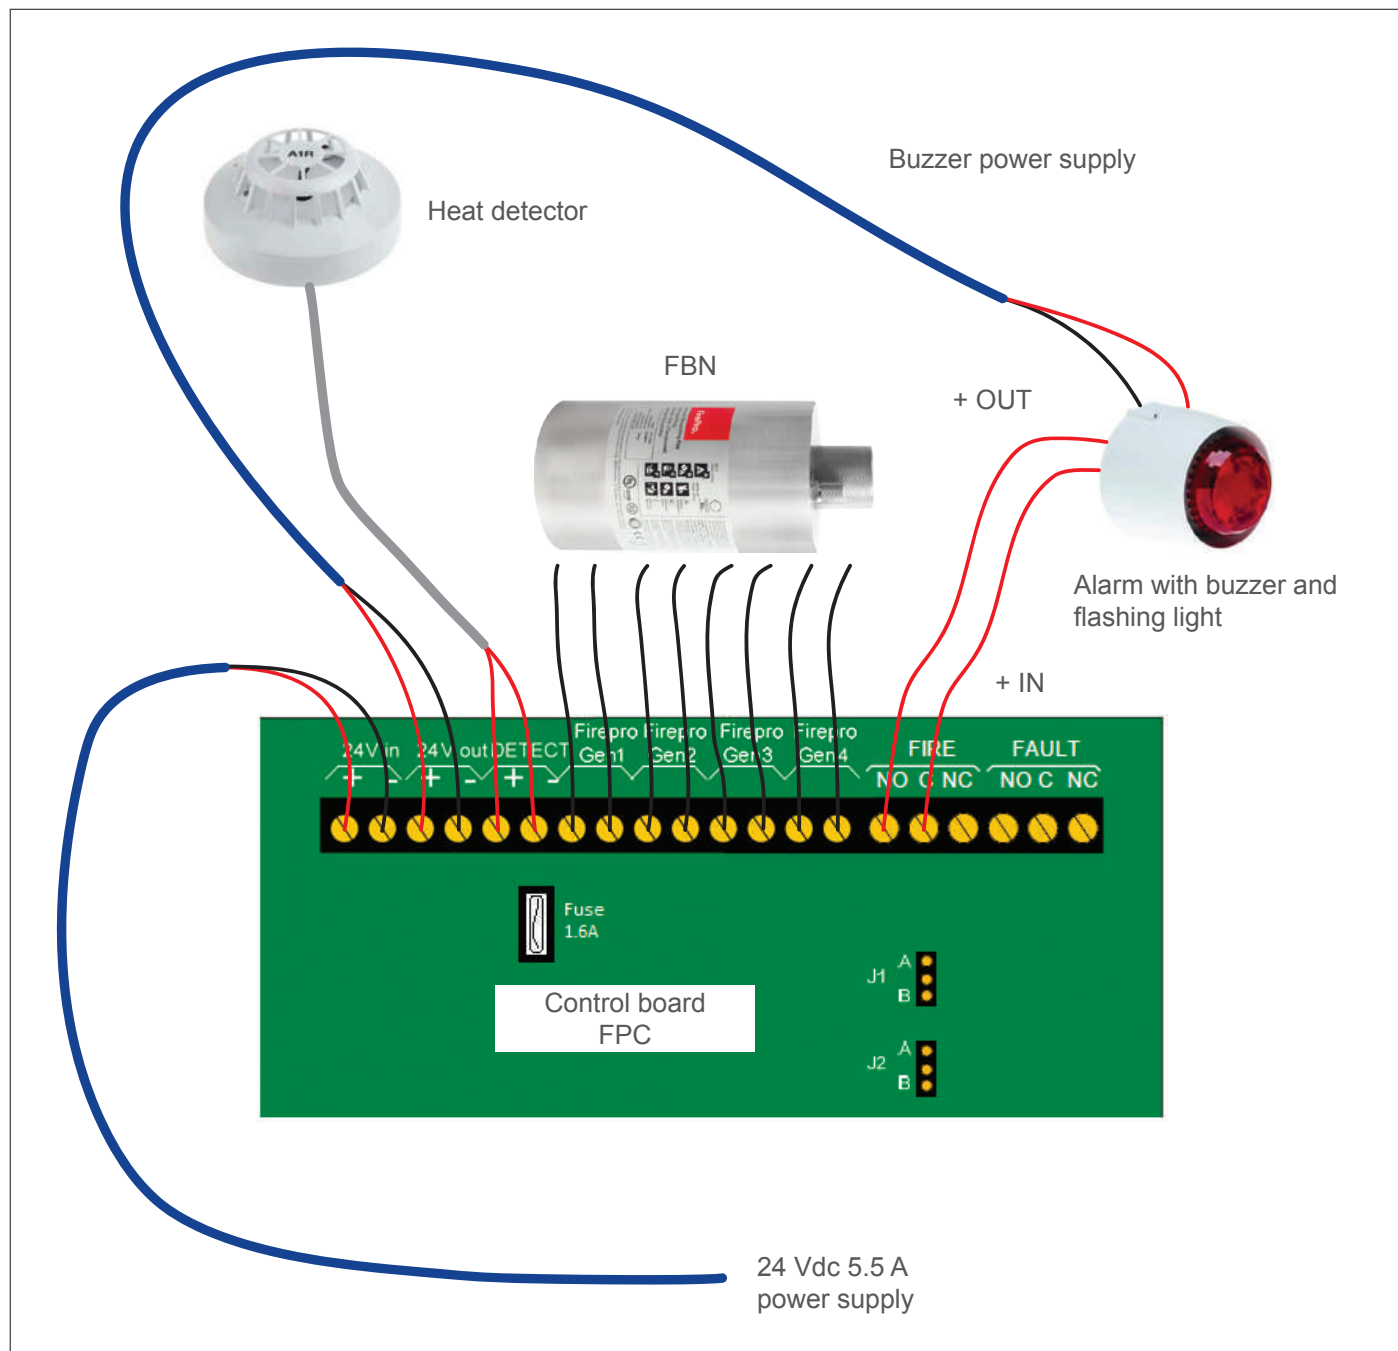 Buzzer power supply
A1R
Heat detector
FBN
+ OUT
FirePro.
Alarm with buzzer and
flashing light
+ IN
24V in 24V out DETECT Firepro Gen1 Firepro Gen2 Firepro Gen3 Firepro Gen4 FIRE FAULT
+ - + - + - NO C NC NO C NC
Fuse
1.6A
Control board
FPC
J1 A
B
J2 A
B
24 Vdc 5.5 A
power supply